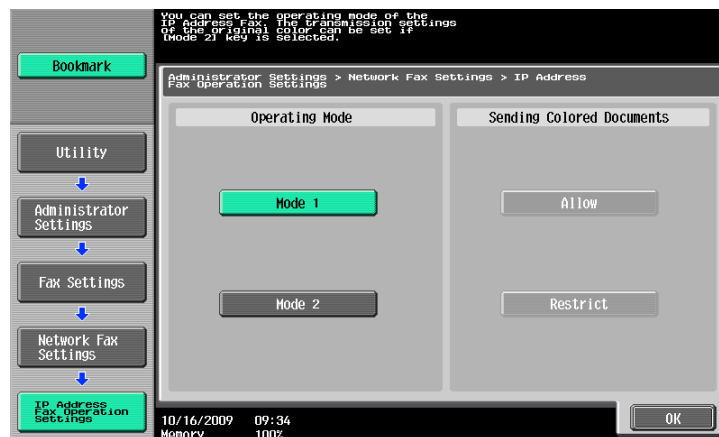 You can set the operating mode of the
IP Address Fax. The transmission settings
of the original color can be set if
[Mode 2] key is selected.
Bookmark
Administrator Settings > Network Fax Settings > IP Address
Fax Operation Settings
Operating Mode
Sending Colored Documents
Utility
Mode 1
Allow
Administrator
Settings
Fax Settings
Mode 2
Restrict
Network Fax
Settings
IP Address
Fax Operation
Settings
10/16/2009 09:34
Memory 100%
OK